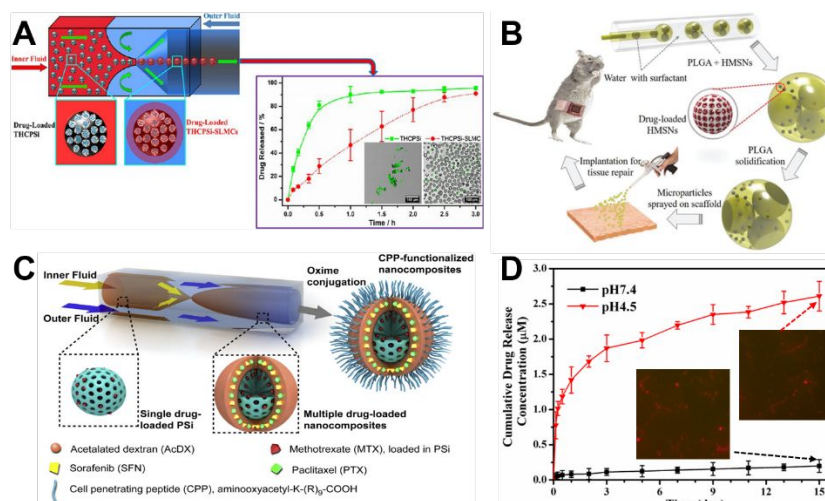 A
Outer Fluid
Inner Fluid
Drug-Loaded
THCPSi
Drug-Loaded
THCPSi-SLMCs
Drug Released / %
100
80
60
40
20
0
THCPSi
THCPSi-SLMC
0.0 0.5 1.0 1.5 2.0 2.5 3.0
Time / h
B
PLGA + HMSNs
Water with surfactant
Drug-loaded
HMSNs
PLGA
solidification
Implantation for
tissue repair
Microparticles
sprayed on scaffold
C
Inner Fluid
Outer Fluid
Oxime
conjugation
CPP-functionalized
nanocomposites
Single drug-
loaded PSi
Multiple drug-loaded
nanocomposites
Acetalated dextran (AcDX)
Methotrexate (MTX), loaded in PSi
Sorafenib (SFN)
Paclitaxel (PTX)
Cell penetrating peptide (CPP), aminooxyacetyl-K-(R)9-COOH
D
Cumulative Drug Release
Concentration (μM)
3.0
2.5
2.0
1.5
1.0
0.5
0.0
pH7.4
pH4.5
0 3 6 9 12 15